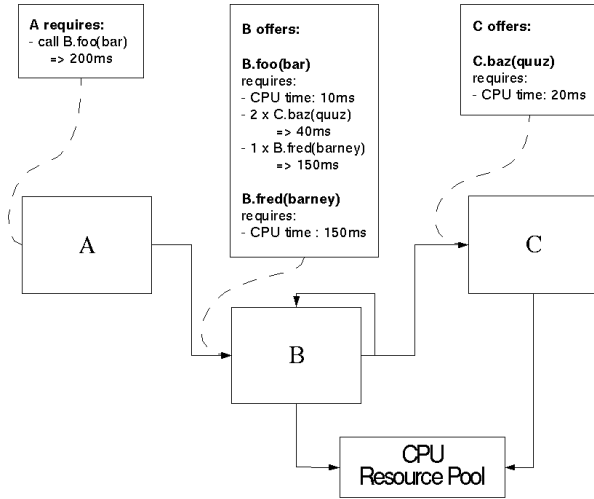 A requires:
- call B.foo(bar)
=> 200ms
B offers:
B.foo(bar)
requires:
- CPU time: 10ms
- 2 x C.baz(quuz)
=> 40ms
- 1 x B.fred(barney)
=> 150ms
B.fred(barney)
requires:
- CPU time : 150ms
C offers:
C.baz(quuz)
requires:
- CPU time: 20ms
A
C
B
CPU
Resource Pool